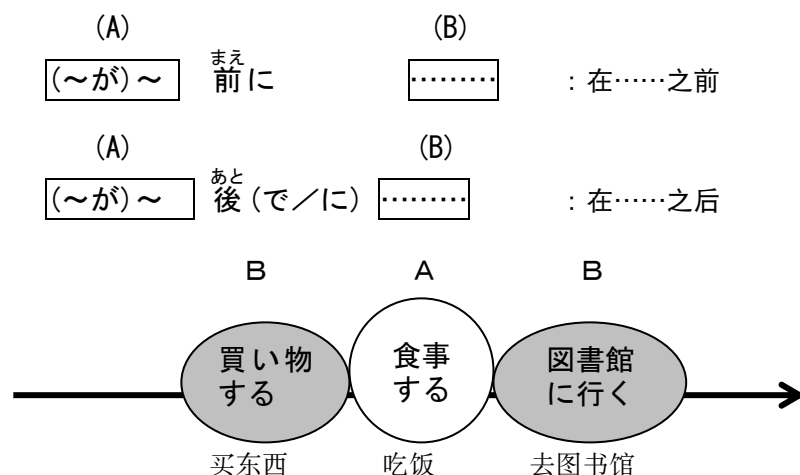 (A) (B)
まえ
(～が)～ 前に ……… : 在……之前
(A) (B)
あと
(～が)～ 後(で／に) ……… : 在……之后
B A B
買い物 食事 図書館
する する に行く
买东西 吃饭 去图书馆